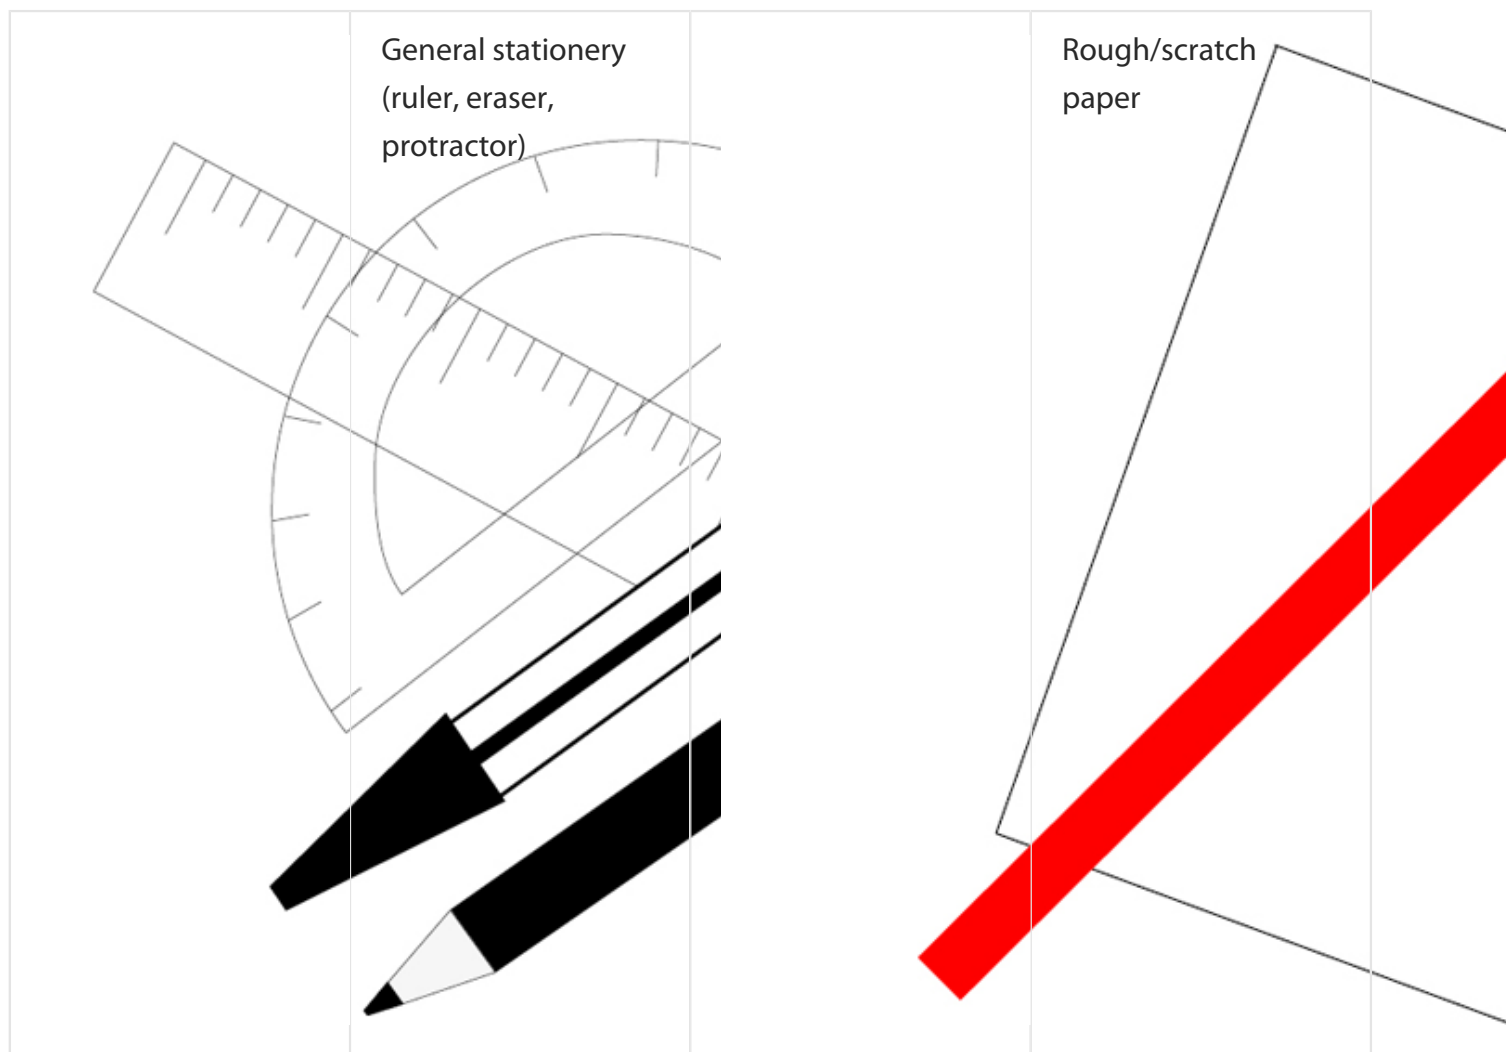 General stationery
(ruler, eraser,
protractor)
Rough/scratch
paper